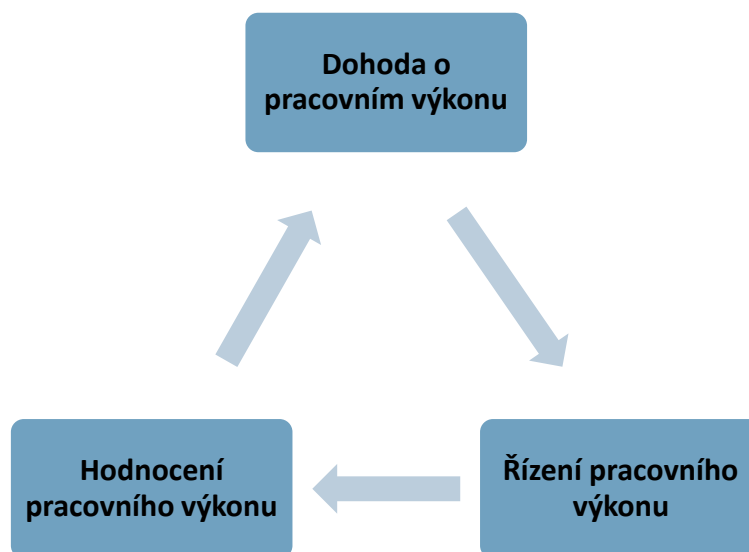 Dohoda o
pracovním výkonu
Hodnocení
pracovního výkonu
Řízení pracovního
výkonu